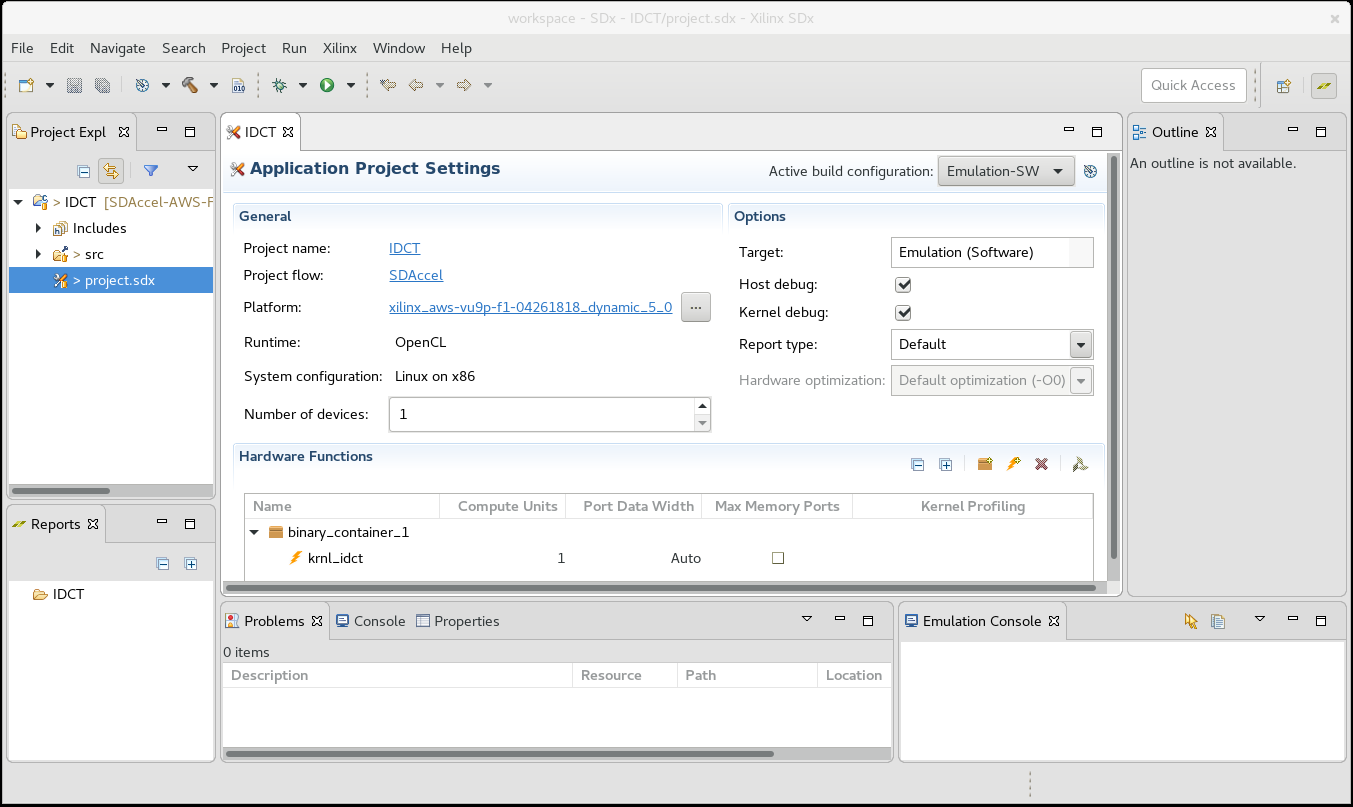 workspace - SDx - IDCT/project.sdx - Xilinx SDx
File Edit Navigate Search Project Run Xilinx Window Help
010
Quick Access
Project Expl
IDCT
Outline
Application Project Settings
Active build configuration: Emulation-SW
An outline is not available.
> IDCT [SDAccel-AWS-F
Includes
> src
> project.sdx
General
Project name: IDCT
Project flow: SDAccel
Platform: xilinx_aws-vu9p-f1-04261818_dynamic_5_0 ...
Runtime: OpenCL
System configuration: Linux on x86
Number of devices: 1
Options
Target: Emulation (Software)
Host debug:
Kernel debug:
Report type: Default
Hardware optimization: Default optimization (-O0)
Hardware Functions
Name Compute Units Port Data Width Max Memory Ports Kernel Profiling
binary_container_1
krnl_idct 1 Auto
Reports
IDCT
Problems Console Properties
0 items
Description Resource Path Location
Emulation Console